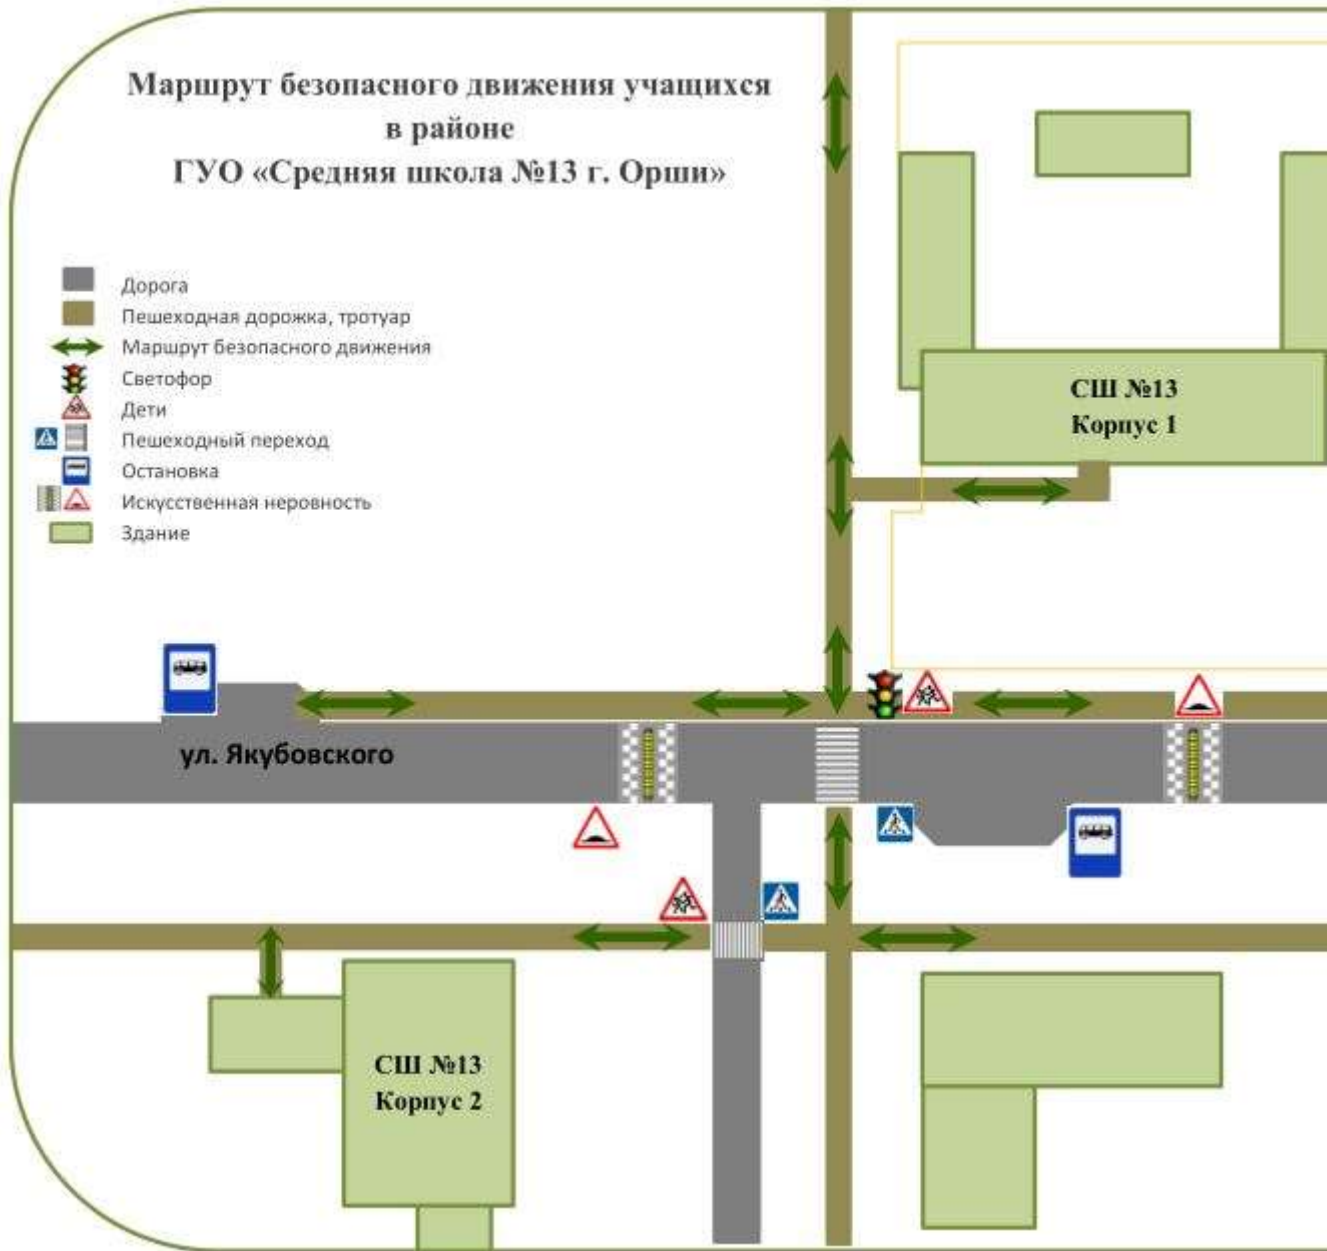 Маршрут безопасного движения учащихся
в районе
ГУО «Средняя школа №13 г. Орши»
Дорога
Пешеходная дорожка, тротуар
Маршрут безопасного движения
Светофор
Дети
Пешеходный переход
Остановка
Искусственная неровность
Здание
СШ №13
Корпус 1
ул. Якубовского
СШ №13
Корпус 2